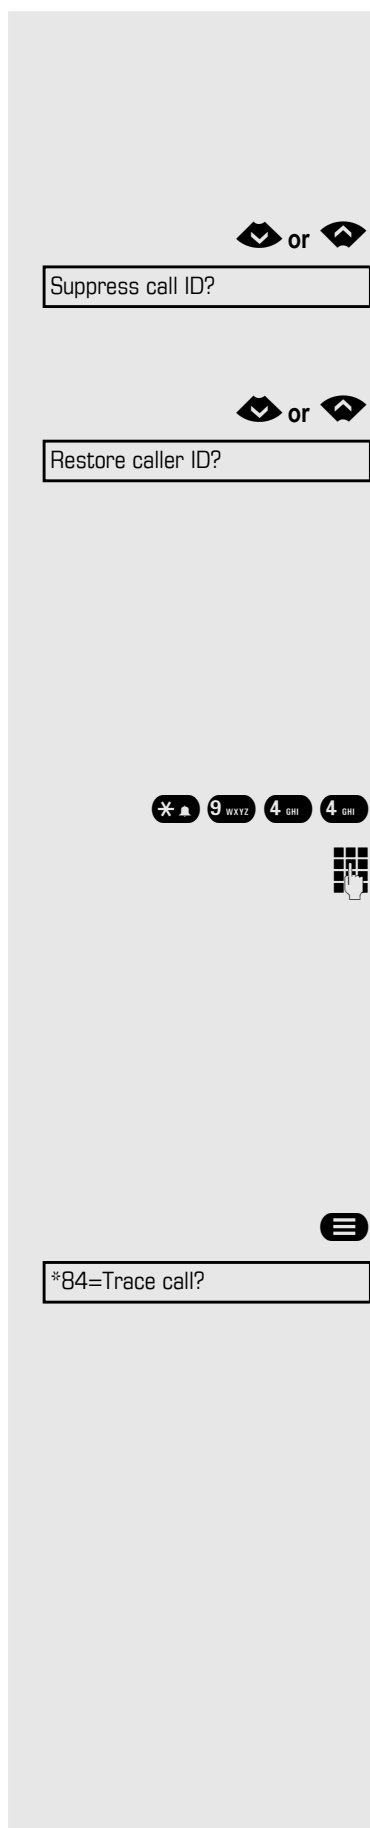 or
Suppress call ID?
or
Restore caller ID?
9 WXYZ 4 GHI 4 GHI
*84=Trace call?